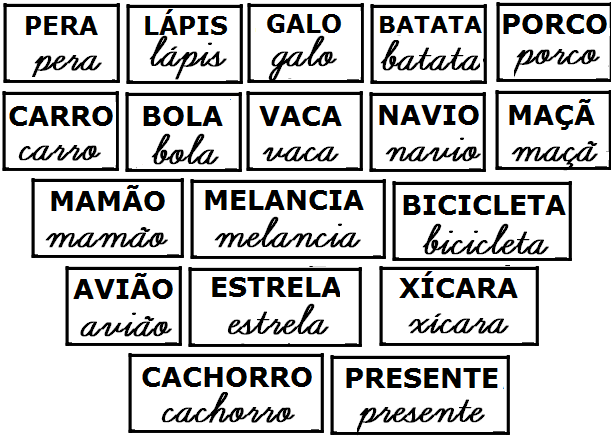 PERA
pera
LÁPIS
lápis
GALO
galo
BATATA
batata
PORCO
porco
CARRO
carro
BOLA
bola
VACA
vaca
NAVIO
navio
MAÇÃ
maçã
MAMÃO
mamão
MELANCIA
melancia
BICICLETA
bicicleta
AVIÃO
avião
ESTRELA
estrela
XÍCARA
xícara
CACHORRO
cachorro
PRESENTE
presente